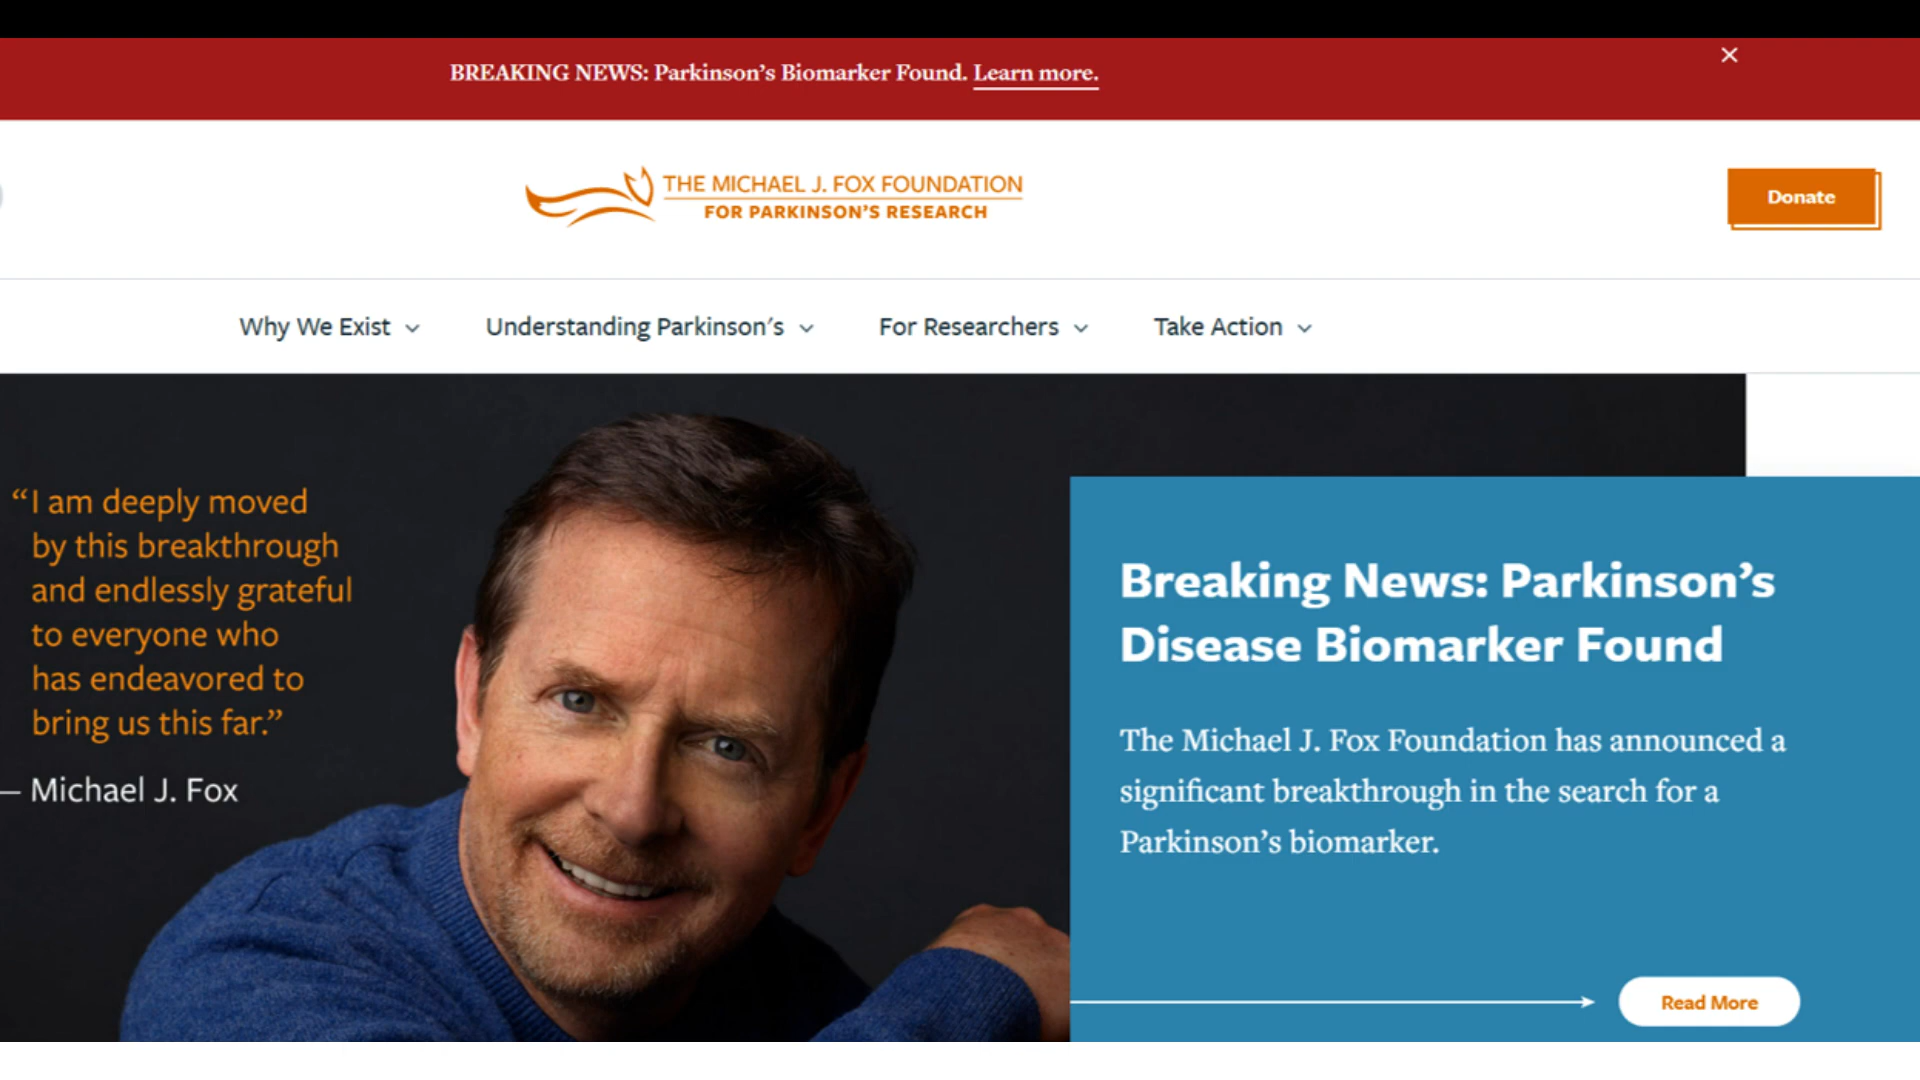 BREAKING NEWS: Parkinson’s Biomarker Found. Learn more.
THE MICHAEL J. FOX FOUNDATION
FOR PARKINSON’S RESEARCH
Donate
Why We Exist
Understanding Parkinson’s
For Researchers
Take Action
“I am deeply moved
by this breakthrough
and endlessly grateful
to everyone who
has endeavored to
bring us this far.”
— Michael J. Fox
Breaking News: Parkinson’s
Disease Biomarker Found
The Michael J. Fox Foundation has announced a
significant breakthrough in the search for a
Parkinson’s biomarker.
Read More